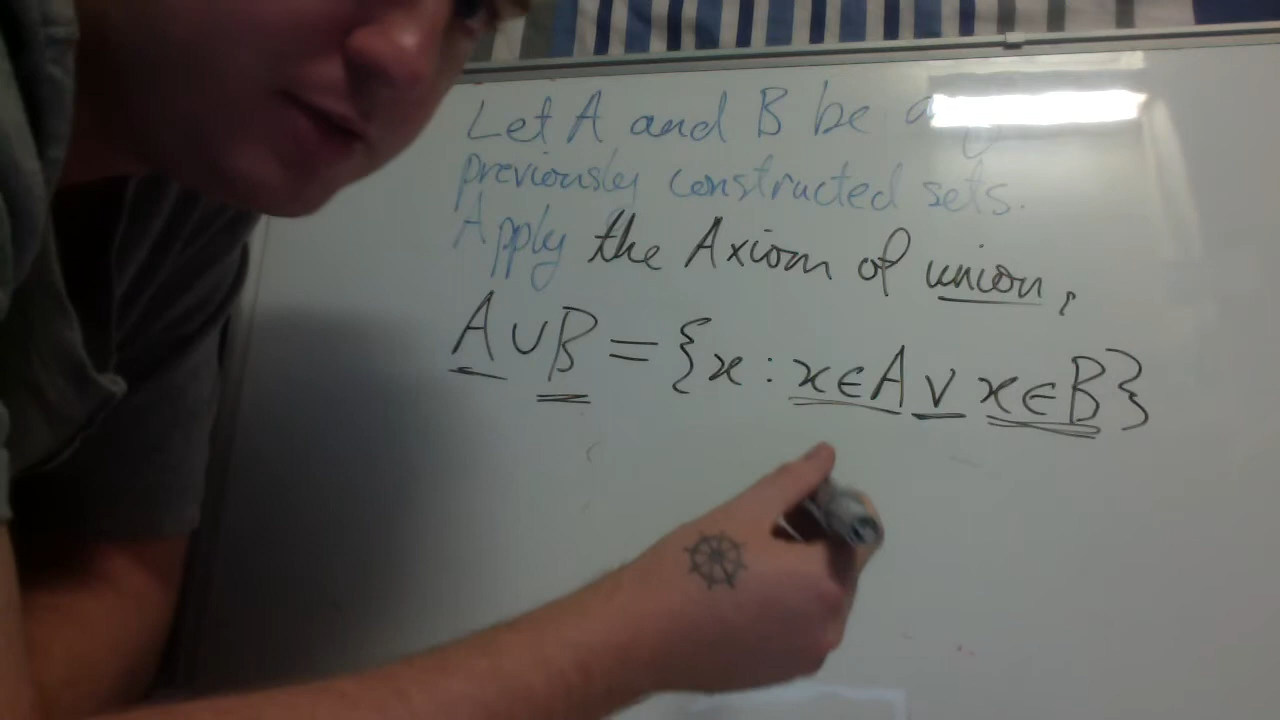 Let A and B be
previously constructed sets.
Apply the Axiom of union,
A∪B = {x : x∈A ∨ x∈B}